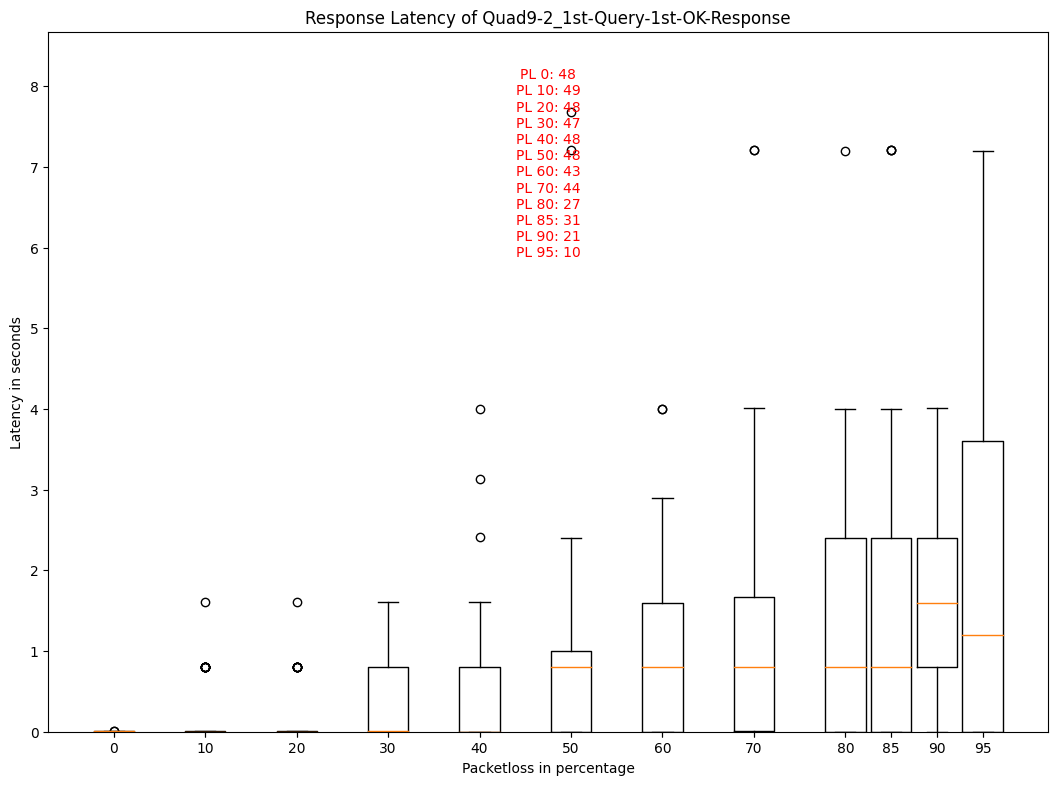 Response Latency of Quad9-2_1st-Query-1st-OK-Response
PL 0: 48
PL 10: 49
PL 20: 48
PL 30: 47
PL 40: 48
PL 50: 48
PL 60: 43
PL 70: 44
PL 80: 27
PL 85: 31
PL 90: 21
PL 95: 10
Latency in seconds
8
7
6
5
4
3
2
1
0
0 10 20 30 40 50 60 70 80 85 90 95
Packetloss in percentage